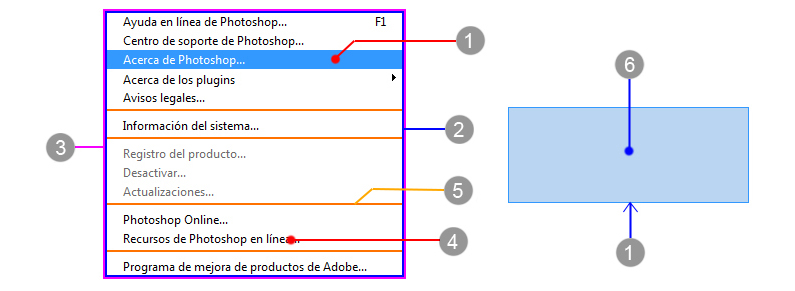 Ayuda en línea de Photoshop... F1
Centro de soporte de Photoshop...
1
Acerca de Photoshop...
6
Acerca de los plugins
Avisos legales...
Información del sistema...
2
3
Registro del producto...
Desactivar...
Actualizaciones...
5
Photoshop Online...
Recursos de Photoshop en línea...
4
1
Programa de mejora de productos de Adobe...